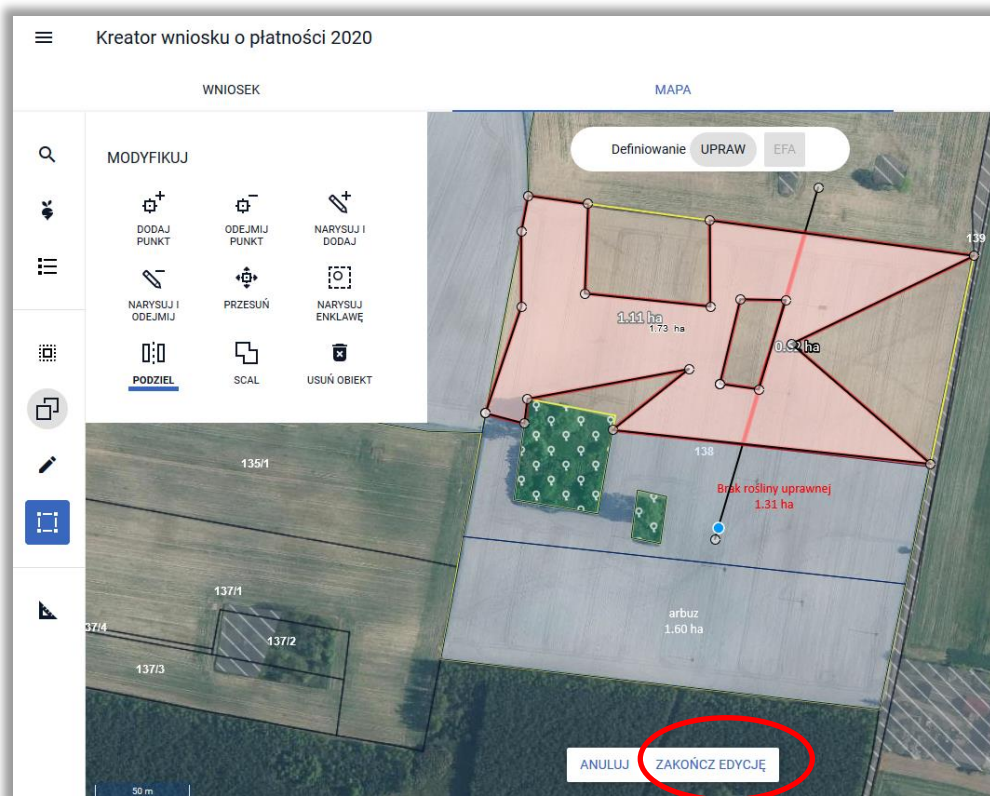 Kreator wniosku o płatności 2020
WNIOSEK
MAPA
MODYFIKUJ
DODAJ
PUNKT
ODEJMIJ
PUNKT
NARYSUJ I
DODAJ
NARYSUJ I
ODEJMIJ
PRZESUŃ
NARYSUJ
ENKLAWĘ
PODZIEL
SCAL
USUŃ OBIEKT
Definiowanie UPRAW EFA
139
1.11 ha
1.73 ha
138
135/1
Brak rośliny uprawnej
1.31 ha
137/1
arbuz
1.60 ha
137/2
137/3
ANULUJ ZAKOŃCZ EDYCJĘ
50 m